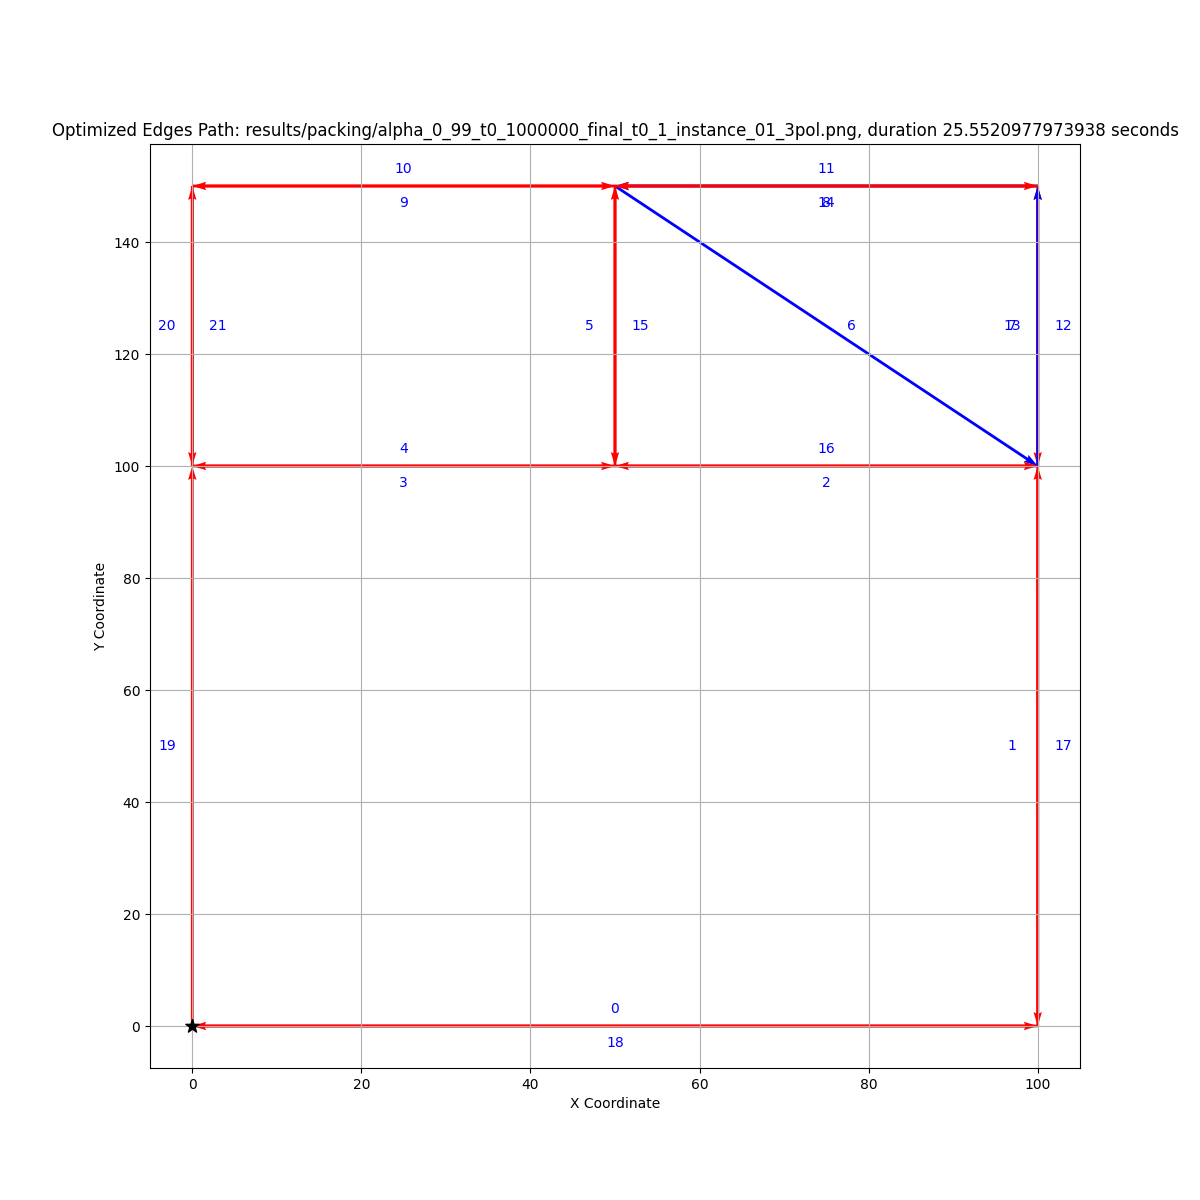 Optimized Edges Path: results/packing/alpha_0_99_t0_1000000_final_t0_1_instance_01_3pol.png, duration 25.5520977973938 seconds
10 11
9 14
8
140
20 21 5 15 6 13 12
7
120
4 16
100
3 2
80
Y Coordinate
60
19 1 17
40
20
0
0
18
0 20 40 60 80 100
X Coordinate